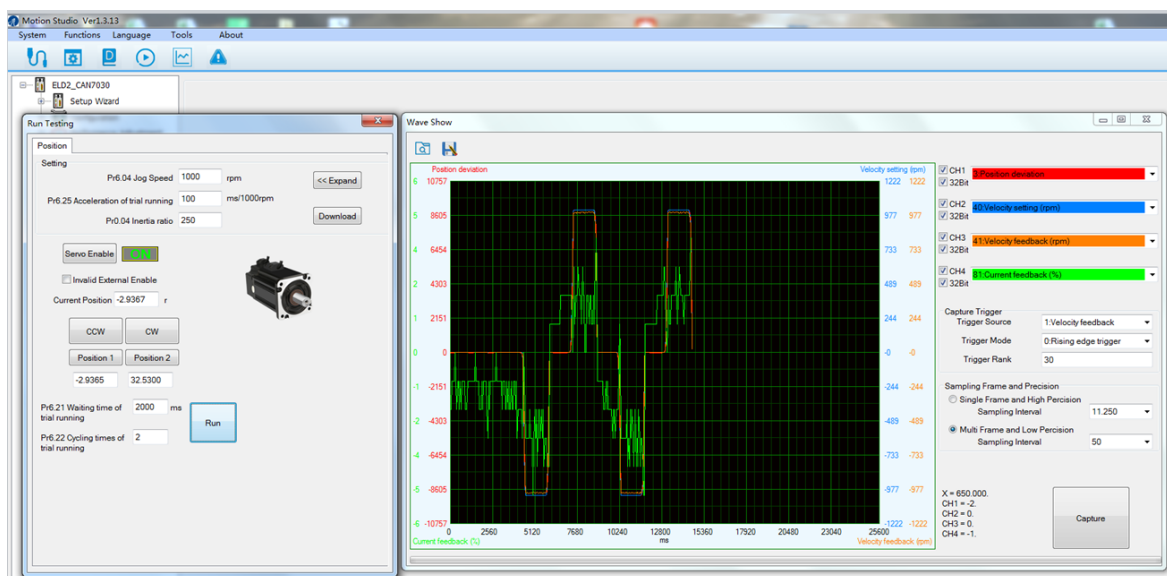 Motion Studio Ver1.3.13
System Functions Language Tools About
ELD2_CAN7030
Setup Wizard
Run Testing
Position
Setting
Pr6.04 Jog Speed 1000 rpm << Expand
Pr6.25 Acceleration of trial running 100 ms/1000rpm
Pr0.04 Inertia ratio 250 Download
Servo Enable ON
Invalid External Enable
Current Position -2.9367 r
CCW CW
Position 1 Position 2
-2.9365 32.5300
Pr6.21 Waiting time of trial running 2000 ms
Run
Pr6.22 Cycling times of trial running 2
Wave Show
Position deviation Velocity setting (rpm)
6 10757 1222 1222
5 8605 977 977
4 6454 733 733
2 4303 489 489
1 2151 244 244
0 0 -0 -0
-1 -2151 -244 -244
-2 -4303 -489 -489
-4 -6454 -733 -733
-5 -8605 -977 -977
-6 -10757 -1222 -1222
0 2560 5120 7680 10240 12800 15360 17920 20480 23040 25600
ms
Current feedback (%) Velocity feedback (rpm)
CH1 3:Position deviation
32Bit
CH2 40:Velocity setting (rpm)
32Bit
CH3 41:Velocity feedback (rpm)
32Bit
CH4 81:Current feedback (%)
32Bit
Capture Trigger
Trigger Source 1:Velocity feedback
Trigger Mode 0:Rising edge trigger
Trigger Rank 30
Sampling Frame and Precision
Single Frame and High Percision
Sampling Interval 11.250
Multi Frame and Low Percision
Sampling Interval 50
X = 650.000.
CH1 = -2.
CH2 = 0.
CH3 = 0.
CH4 = -1.
Capture